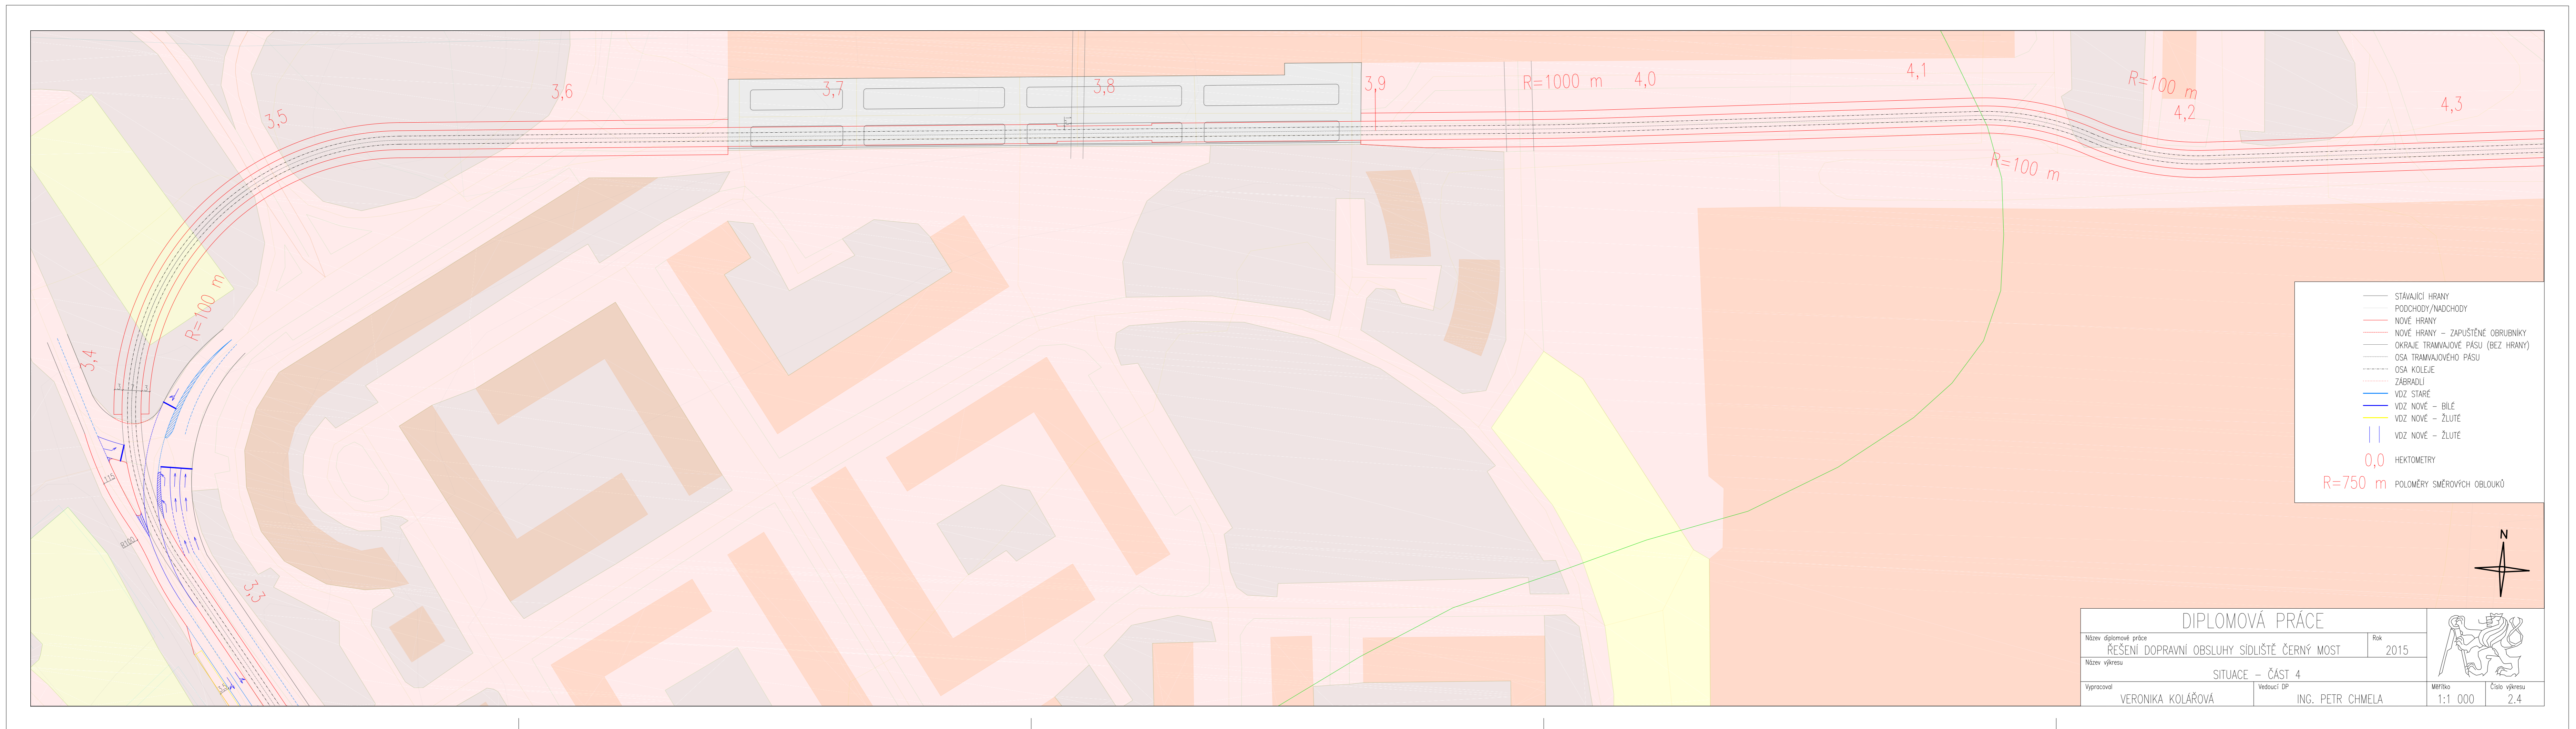 3,6
3,7
3,8
3,9
R=1000 m
4,0
4,1
R=100 m
4,2
4,3
3,5
R=100 m
R=100 m
3,4
3,3
R100
STÁVAJÍCÍ HRANY
PODCHODY/NADCHODY
NOVÉ HRANY
NOVÉ HRANY – ZAPUŠTĚNÉ OBRUBNÍKY
OKRAJE TRAMVAJOVÉ PÁSU (BEZ HRANY)
OSA TRAMVAJOVÉHO PÁSU
OSA KOLEJE
ZÁBRADLÍ
VDZ STARÉ
VDZ NOVÉ – BÍLÉ
VDZ NOVÉ – ŽLUTÉ
VDZ NOVÉ – ŽLUTÉ
0,0 HEKTOMETRY
R=750 m POLOMĚRY SMĚROVÝCH OBLOUKŮ
N
DIPLOMOVÁ PRÁCE
Název diplomové práce
Rok
ŘEŠENÍ DOPRAVNÍ OBSLUHY SÍDLIŠTĚ ČERNÝ MOST
2015
Název výkresu
SITUACE – ČÁST 4
Vypracoval
Vedoucí DP
Měřítko
Číslo výkresu
VERONIKA KOLÁŘOVÁ
ING. PETR CHMELA
1:1 000
2.4